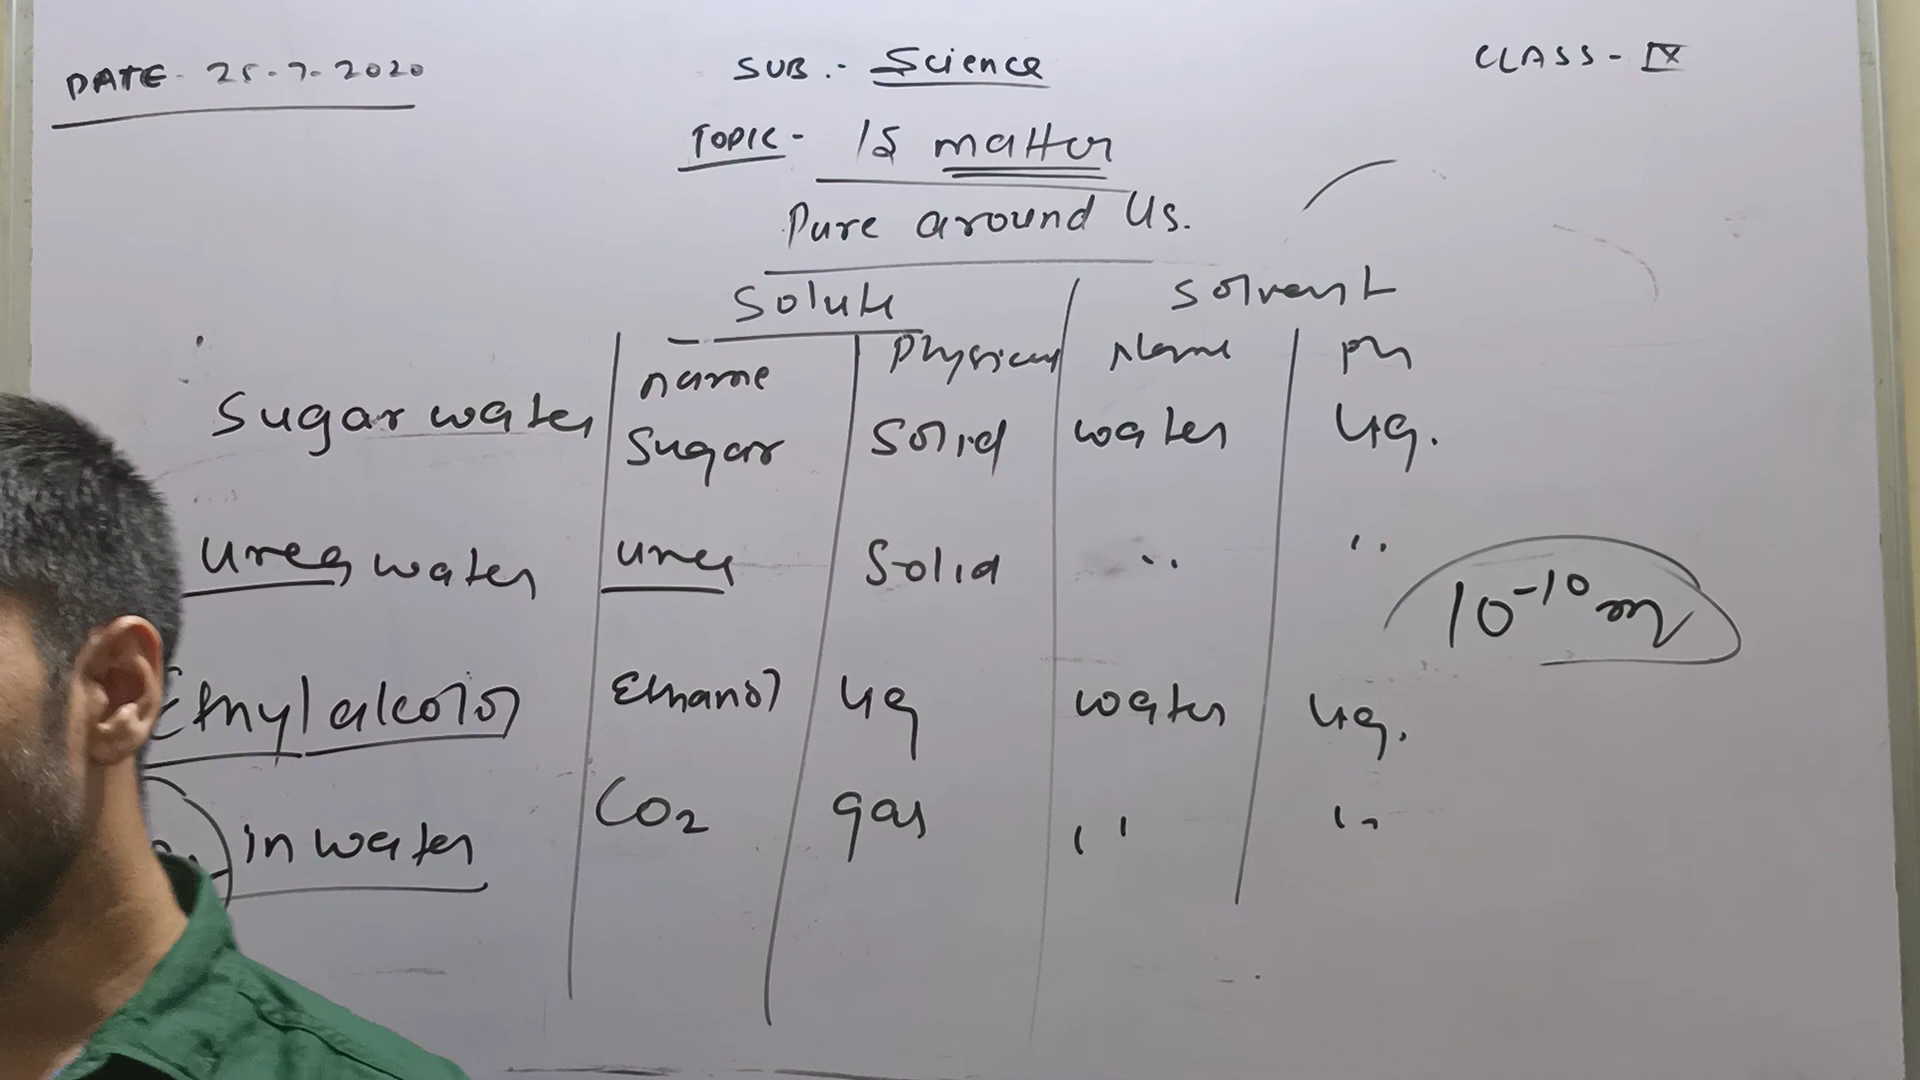 DATE - 25-7-2020
SUB.- Science
CLASS - IX
TOPIC - IS matter
Pure around Us.
Solute
Solvent
name Physical Name Ph
Sugar water Sugar Solid water liq.
Urea water urea Solid " "
10⁻¹⁰ m
Ethyl alcohol Ethanol liq water liq.
in water CO₂ gas " "